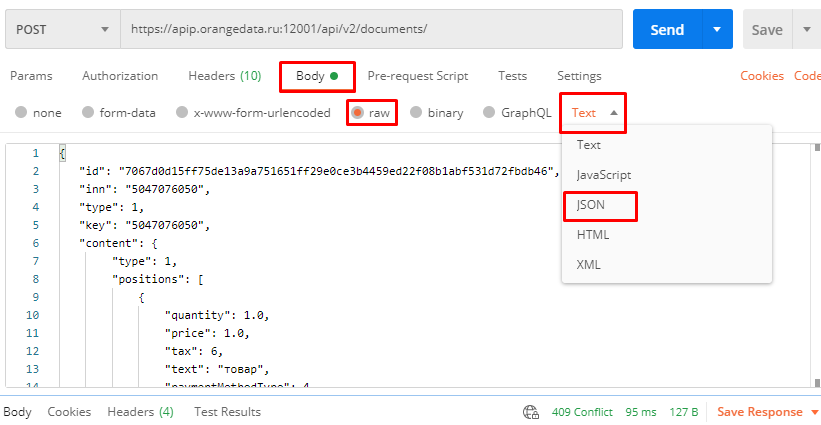 POST https://apip.orangedata.ru:12001/api/v2/documents/ Send Save
Params Authorization Headers (10) Body Pre-request Script Tests Settings Cookies Code
none form-data x-www-form-urlencoded raw binary GraphQL Text
Text
JavaScript
JSON
HTML
XML
1 {
2 "id": "7067d0d15ff75de13a9a751651ff29e0ce3b4459ed22f08b1abf531d72fbdb46",
3 "inn": "5047076050",
4 "type": 1,
5 "key": "5047076050",
6 "content": {
7 "type": 1,
8 "positions": [
9 {
10 "quantity": 1.0,
11 "price": 1.0,
12 "tax": 6,
13 "text": "товар",
14 "paymentMethodType": 4,
Body Cookies Headers (4) Test Results 409 Conflict 95 ms 127 B Save Response